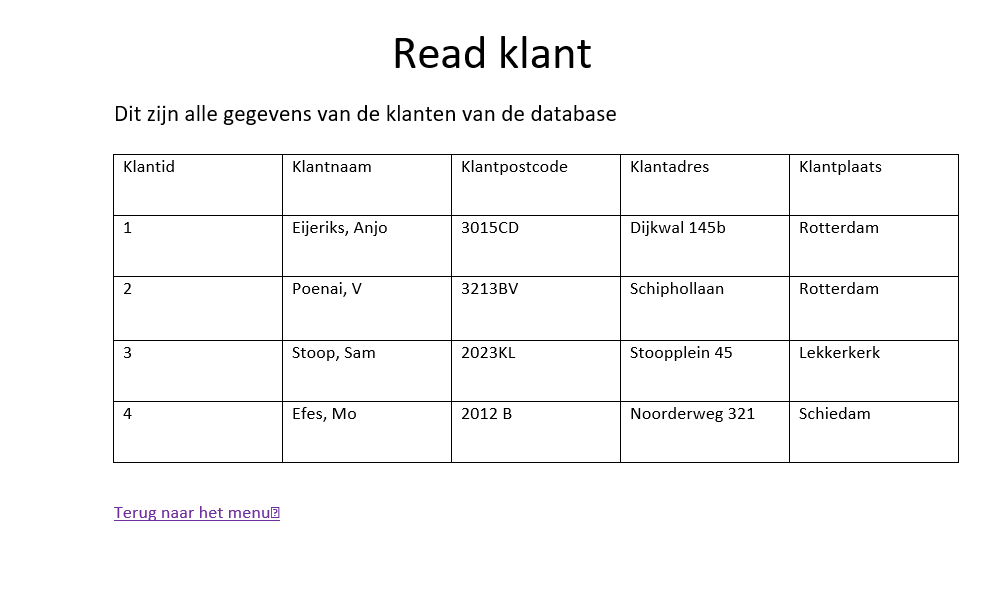 Read klant
Dit zijn alle gegevens van de klanten van de database
Klantid Klantnaam Klantpostcode Klantadres Klantplaats
1 Eijeriks, Anjo 3015CD Dijkwal 145b Rotterdam
2 Poenai, V 3213BV Schiphollaan Rotterdam
3 Stoop, Sam 2023KL Stoopplein 45 Lekkerkerk
4 Efes, Mo 2012 B Noorderweg 321 Schiedam
Terug naar het menu